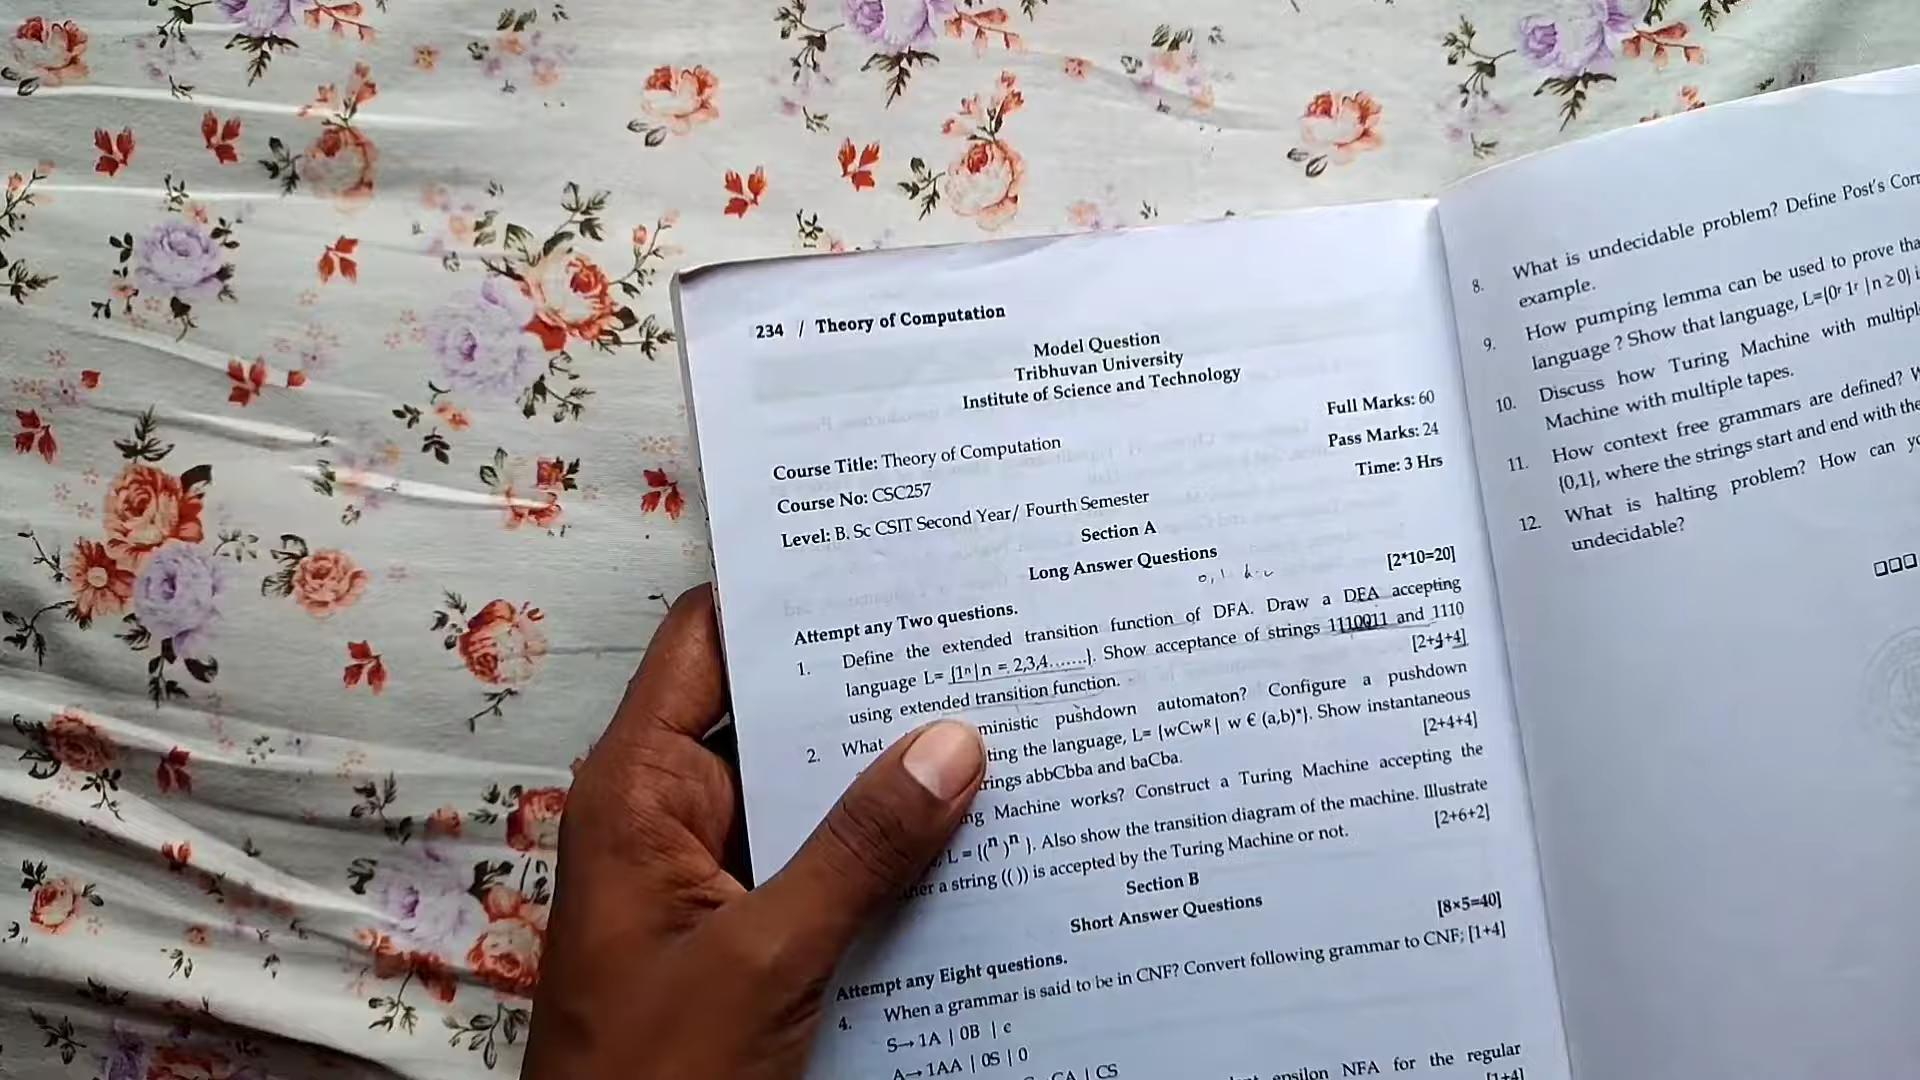 234 / Theory of Computation
Model Question
Tribhuvan University
Institute of Science and Technology
Full Marks: 60
Course Title: Theory of Computation
Pass Marks: 24
Course No: CSC257
Time: 3 Hrs
Level: B. Sc CSIT Second Year/ Fourth Semester
Section A
Long Answer Questions
[2*10=20]
Attempt any Two questions.
1. Define the extended transition function of DFA. Draw a DFA accepting
language L= {1ⁿ|n = 2,3,4.......}. Show acceptance of strings 1110011 and 1110
using extended transition function.
[2+4+4]
2. What ministic pushdown automaton? Configure a pushdown
ting the language, L= {wCwᴿ| w € (a,b)*}. Show instantaneous
rings abbCbba and baCba.
[2+4+4]
ng Machine works? Construct a Turing Machine accepting the
L = {(ⁿ )ⁿ }. Also show the transition diagram of the machine. Illustrate
her a string (( )) is accepted by the Turing Machine or not.
[2+6+2]
Section B
Short Answer Questions
[8×5=40]
Attempt any Eight questions.
4. When a grammar is said to be in CNF? Convert following grammar to CNF; [1+4]
S→ 1A | 0B | є
A→ 1AA | 0S | 0
CA | CS
epsilon NFA for the regular
[1+4]
8. What is undecidable problem? Define Post's Corr
example.
9. How pumping lemma can be used to prove tha
language ? Show that language, L={0ʳ 1ʳ |n ≥ 0} i
10. Discuss how Turing Machine with multipl
Machine with multiple tapes.
11. How context free grammars are defined? W
{0,1}, where the strings start and end with the
12. What is halting problem? How can yo
undecidable?